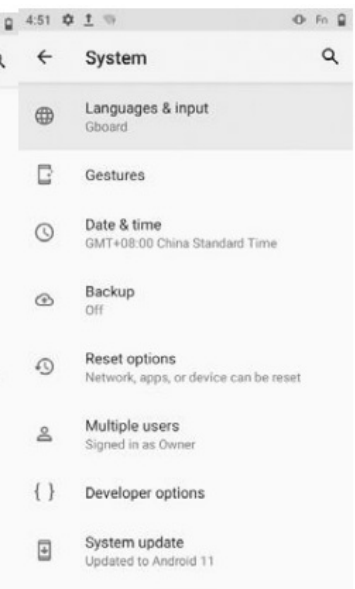 4:51
Fn
System
Languages & input
Gboard
Gestures
Date & time
GMT+08:00 China Standard Time
Backup
Off
Reset options
Network, apps, or device can be reset
Multiple users
Signed in as Owner
{ } Developer options
System update
Updated to Android 11